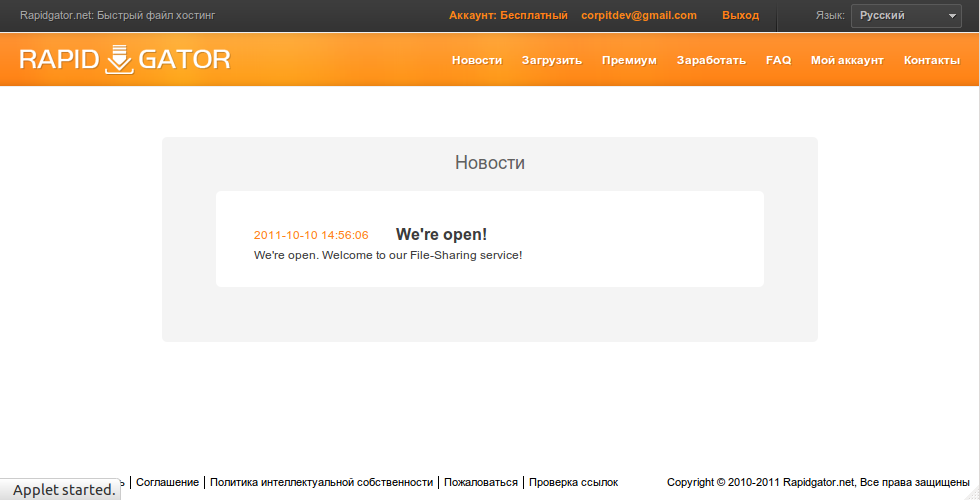 Rapidgator.net: Быстрый файл хостинг Аккаунт: Бесплатный corpitdev@gmail.com Выход Язык: Русский
RAPID GATOR Новости Загрузить Премиум Заработать FAQ Мой аккаунт Контакты
Новости
2011-10-10 14:56:06 We're open!
We're open. Welcome to our File-Sharing service!
Соглашение Политика интеллектуальной собственности Пожаловаться Проверка ссылок Copyright © 2010-2011 Rapidgator.net, Все права защищены
Applet started.